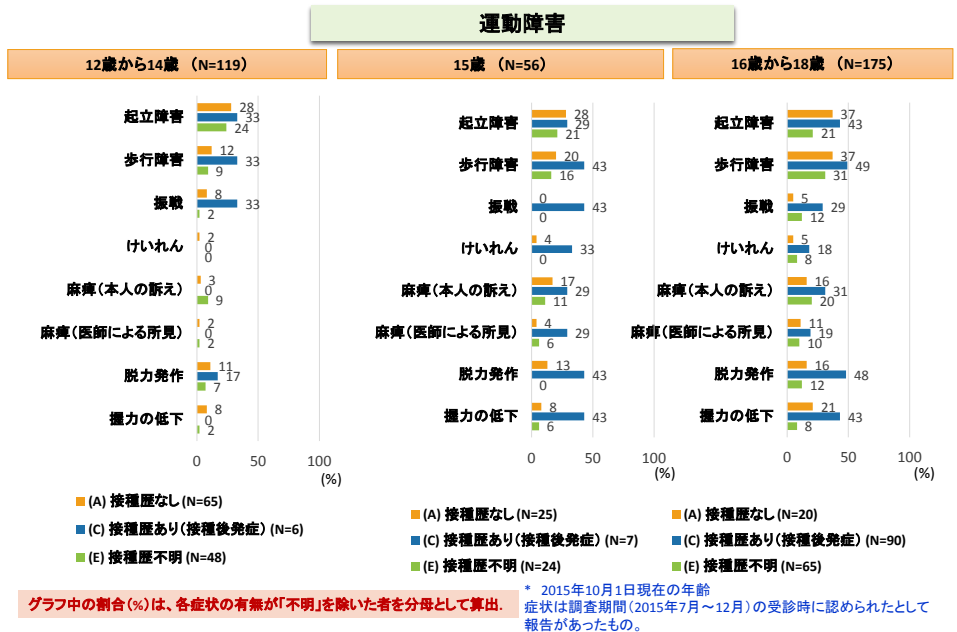 運動障害
12歳から14歳 （N=119）
15歳 （N=56）
16歳から18歳 （N=175）
起立障害
28
33
24
歩行障害
12
33
9
振戦
8
33
2
けいれん
2
0
0
麻痺（本人の訴え）
3
0
9
麻痺（医師による所見）
2
0
2
脱力発作
11
17
7
握力の低下
8
0
2
0 50 100
(%)
(A) 接種歴なし (N=65)
(C) 接種歴あり（接種後発症） (N=6)
(E) 接種歴不明 (N=48)
起立障害
28
29
21
歩行障害
20
43
16
振戦
0
43
0
けいれん
4
33
0
麻痺（本人の訴え）
17
29
11
麻痺（医師による所見）
4
29
6
脱力発作
13
43
0
握力の低下
8
43
6
0 50 100
(%)
(A) 接種歴なし (N=25)
(C) 接種歴あり（接種後発症） (N=7)
(E) 接種歴不明 (N=24)
起立障害
37
43
21
歩行障害
37
49
31
振戦
5
29
12
けいれん
5
18
8
麻痺（本人の訴え）
16
31
20
麻痺（医師による所見）
11
19
10
脱力発作
16
48
12
握力の低下
21
43
8
0 50 100
(%)
(A) 接種歴なし (N=20)
(C) 接種歴あり（接種後発症） (N=90)
(E) 接種歴不明 (N=65)
グラフ中の割合（%）は、各症状の有無が「不明」を除いた者を分母として算出.
* 2015年10月1日現在の年齢
症状は調査期間（2015年7月～12月）の受診時に認められたとして
報告があったもの。